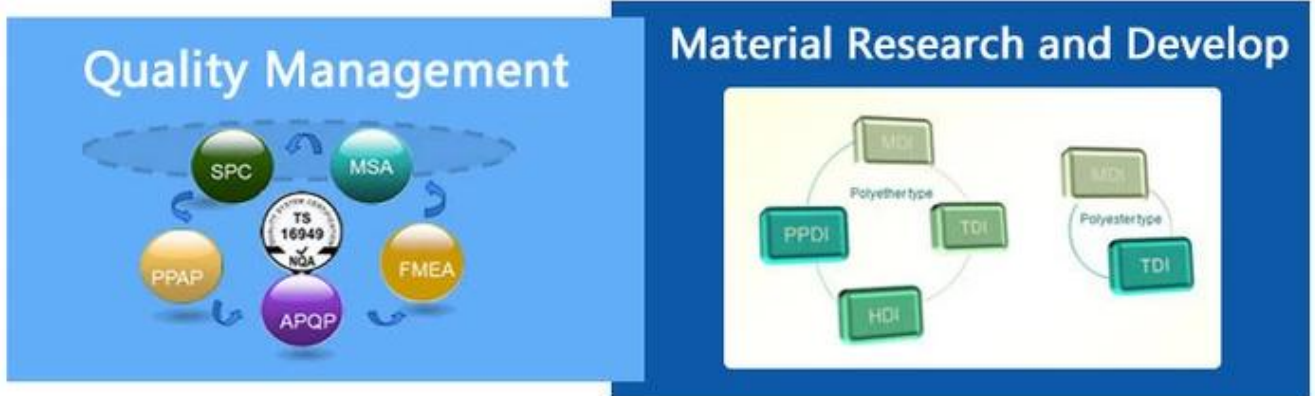 Quality Management
SPC
MSA
TS
16949
NQA
PPAP
FMEA
APQP
Material Research and Develop
MDI
Polyether type
PPDI
TDI
HDI
MDI
Polyester type
TDI